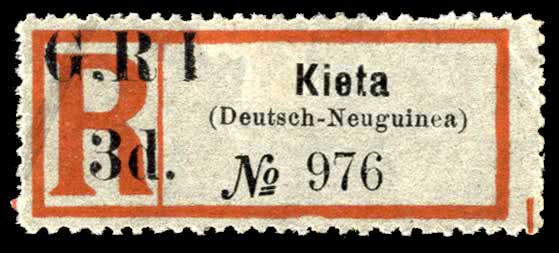 G.R I
R
3d.
Kieta
(Deutsch-Neuguinea)
№ 976